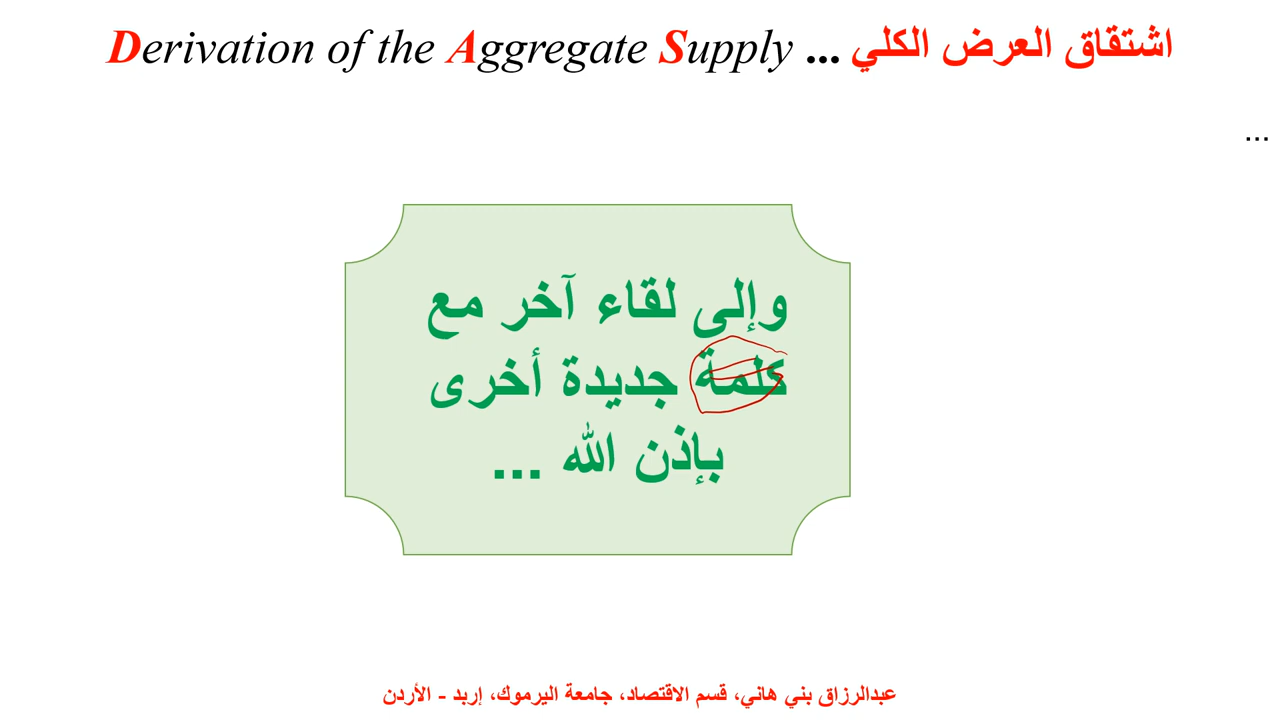 Derivation of the Aggregate Supply ... اشتقاق العرض الكلي
...
وإلى لقاء آخر مع
كلمة جديدة أخرى
بإذن الله ...
عبدالرزاق بني هاني، قسم الاقتصاد، جامعة اليرموك، إربد - الأردن